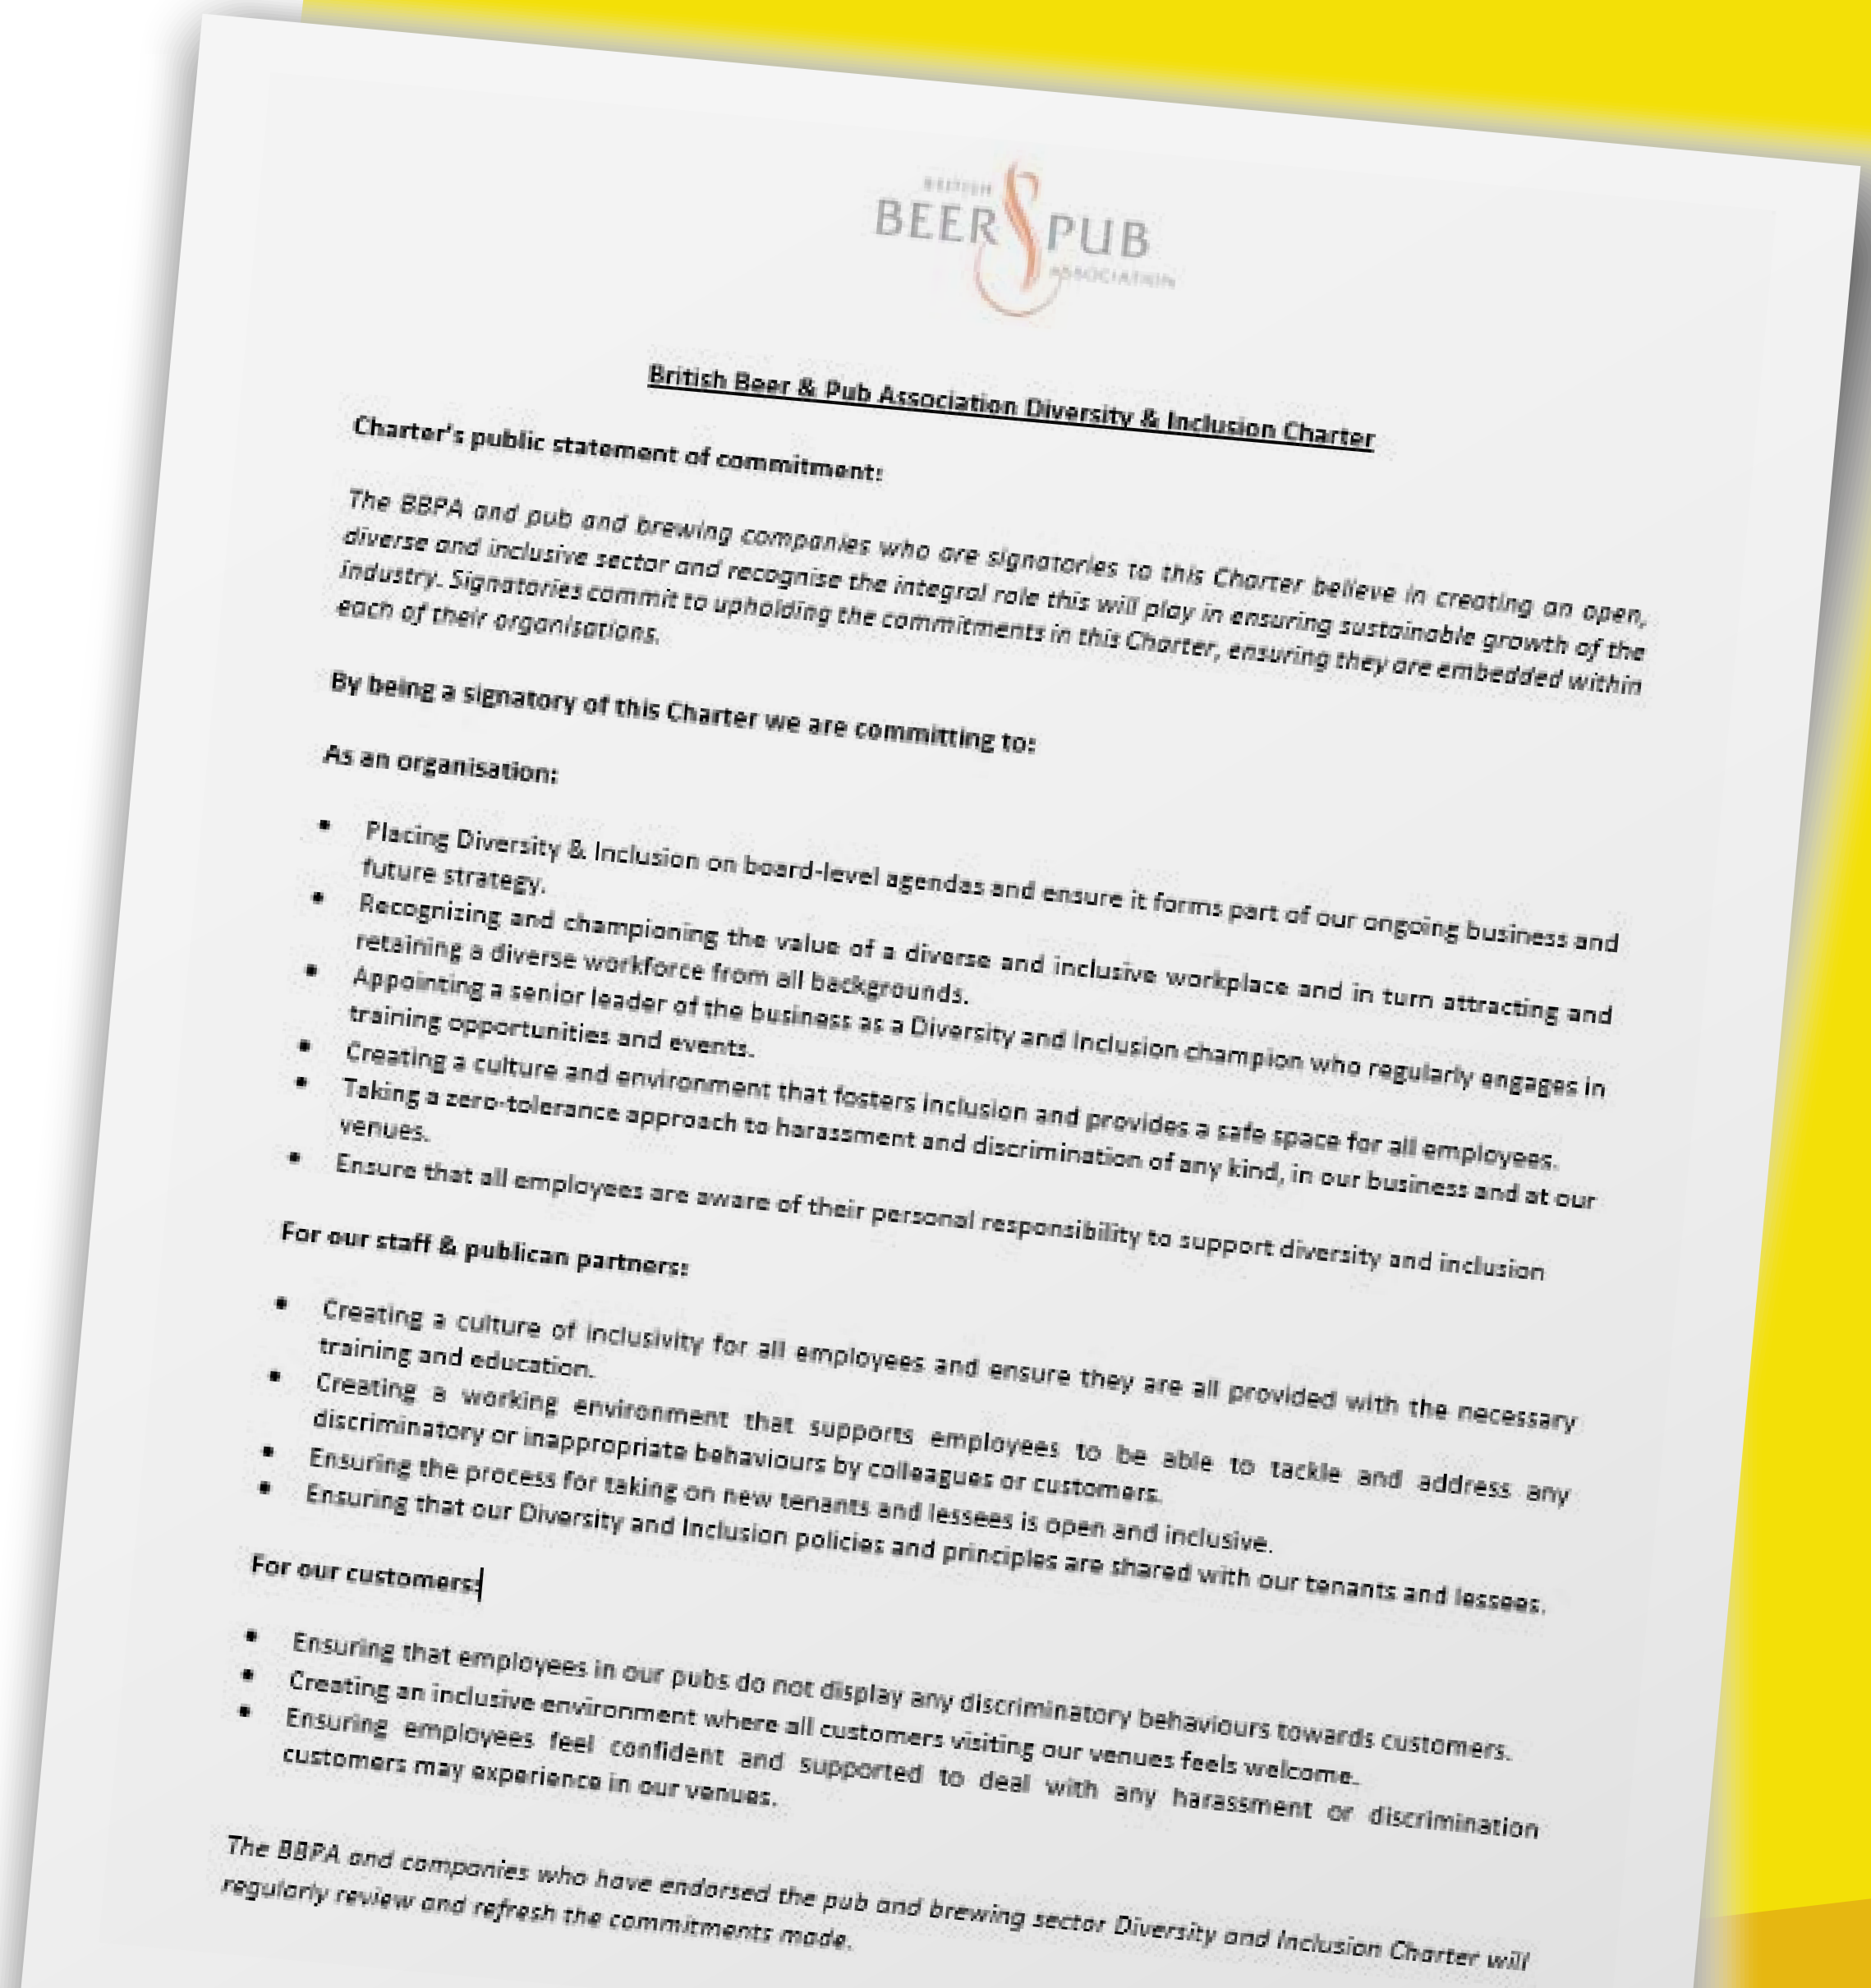 BRITISH
BEER PUB
ASSOCIATION
British Beer & Pub Association Diversity & Inclusion Charter
Charter's public statement of commitment:
The BBPA and pub and brewing companies who are signatories to this Charter believe in creating an open,
diverse and inclusive sector and recognise the integral role this will play in ensuring sustainable growth of the
industry. Signatories commit to upholding the commitments in this Charter, ensuring they are embedded within
each of their organisations.
By being a signatory of this Charter we are committing to:
As an organisation:
• Placing Diversity & Inclusion on board-level agendas and ensure it forms part of our ongoing business and
future strategy.
• Recognizing and championing the value of a diverse and inclusive workplace and in turn attracting and
retaining a diverse workforce from all backgrounds.
• Appointing a senior leader of the business as a Diversity and Inclusion champion who regularly engages in
training opportunities and events.
• Creating a culture and environment that fosters inclusion and provides a safe space for all employees.
• Taking a zero-tolerance approach to harassment and discrimination of any kind, in our business and at our
venues.
• Ensure that all employees are aware of their personal responsibility to support diversity and inclusion
For our staff & publican partners:
• Creating a culture of inclusivity for all employees and ensure they are all provided with the necessary
training and education.
• Creating a working environment that supports employees to be able to tackle and address any
discriminatory or inappropriate behaviours by colleagues or customers.
• Ensuring the process for taking on new tenants and lessees is open and inclusive.
• Ensuring that our Diversity and Inclusion policies and principles are shared with our tenants and lessees.
For our customers:
• Ensuring that employees in our pubs do not display any discriminatory behaviours towards customers.
• Creating an inclusive environment where all customers visiting our venues feels welcome.
• Ensuring employees feel confident and supported to deal with any harassment or discrimination
customers may experience in our venues.
The BBPA and companies who have endorsed the pub and brewing sector Diversity and Inclusion Charter will
regularly review and refresh the commitments made.